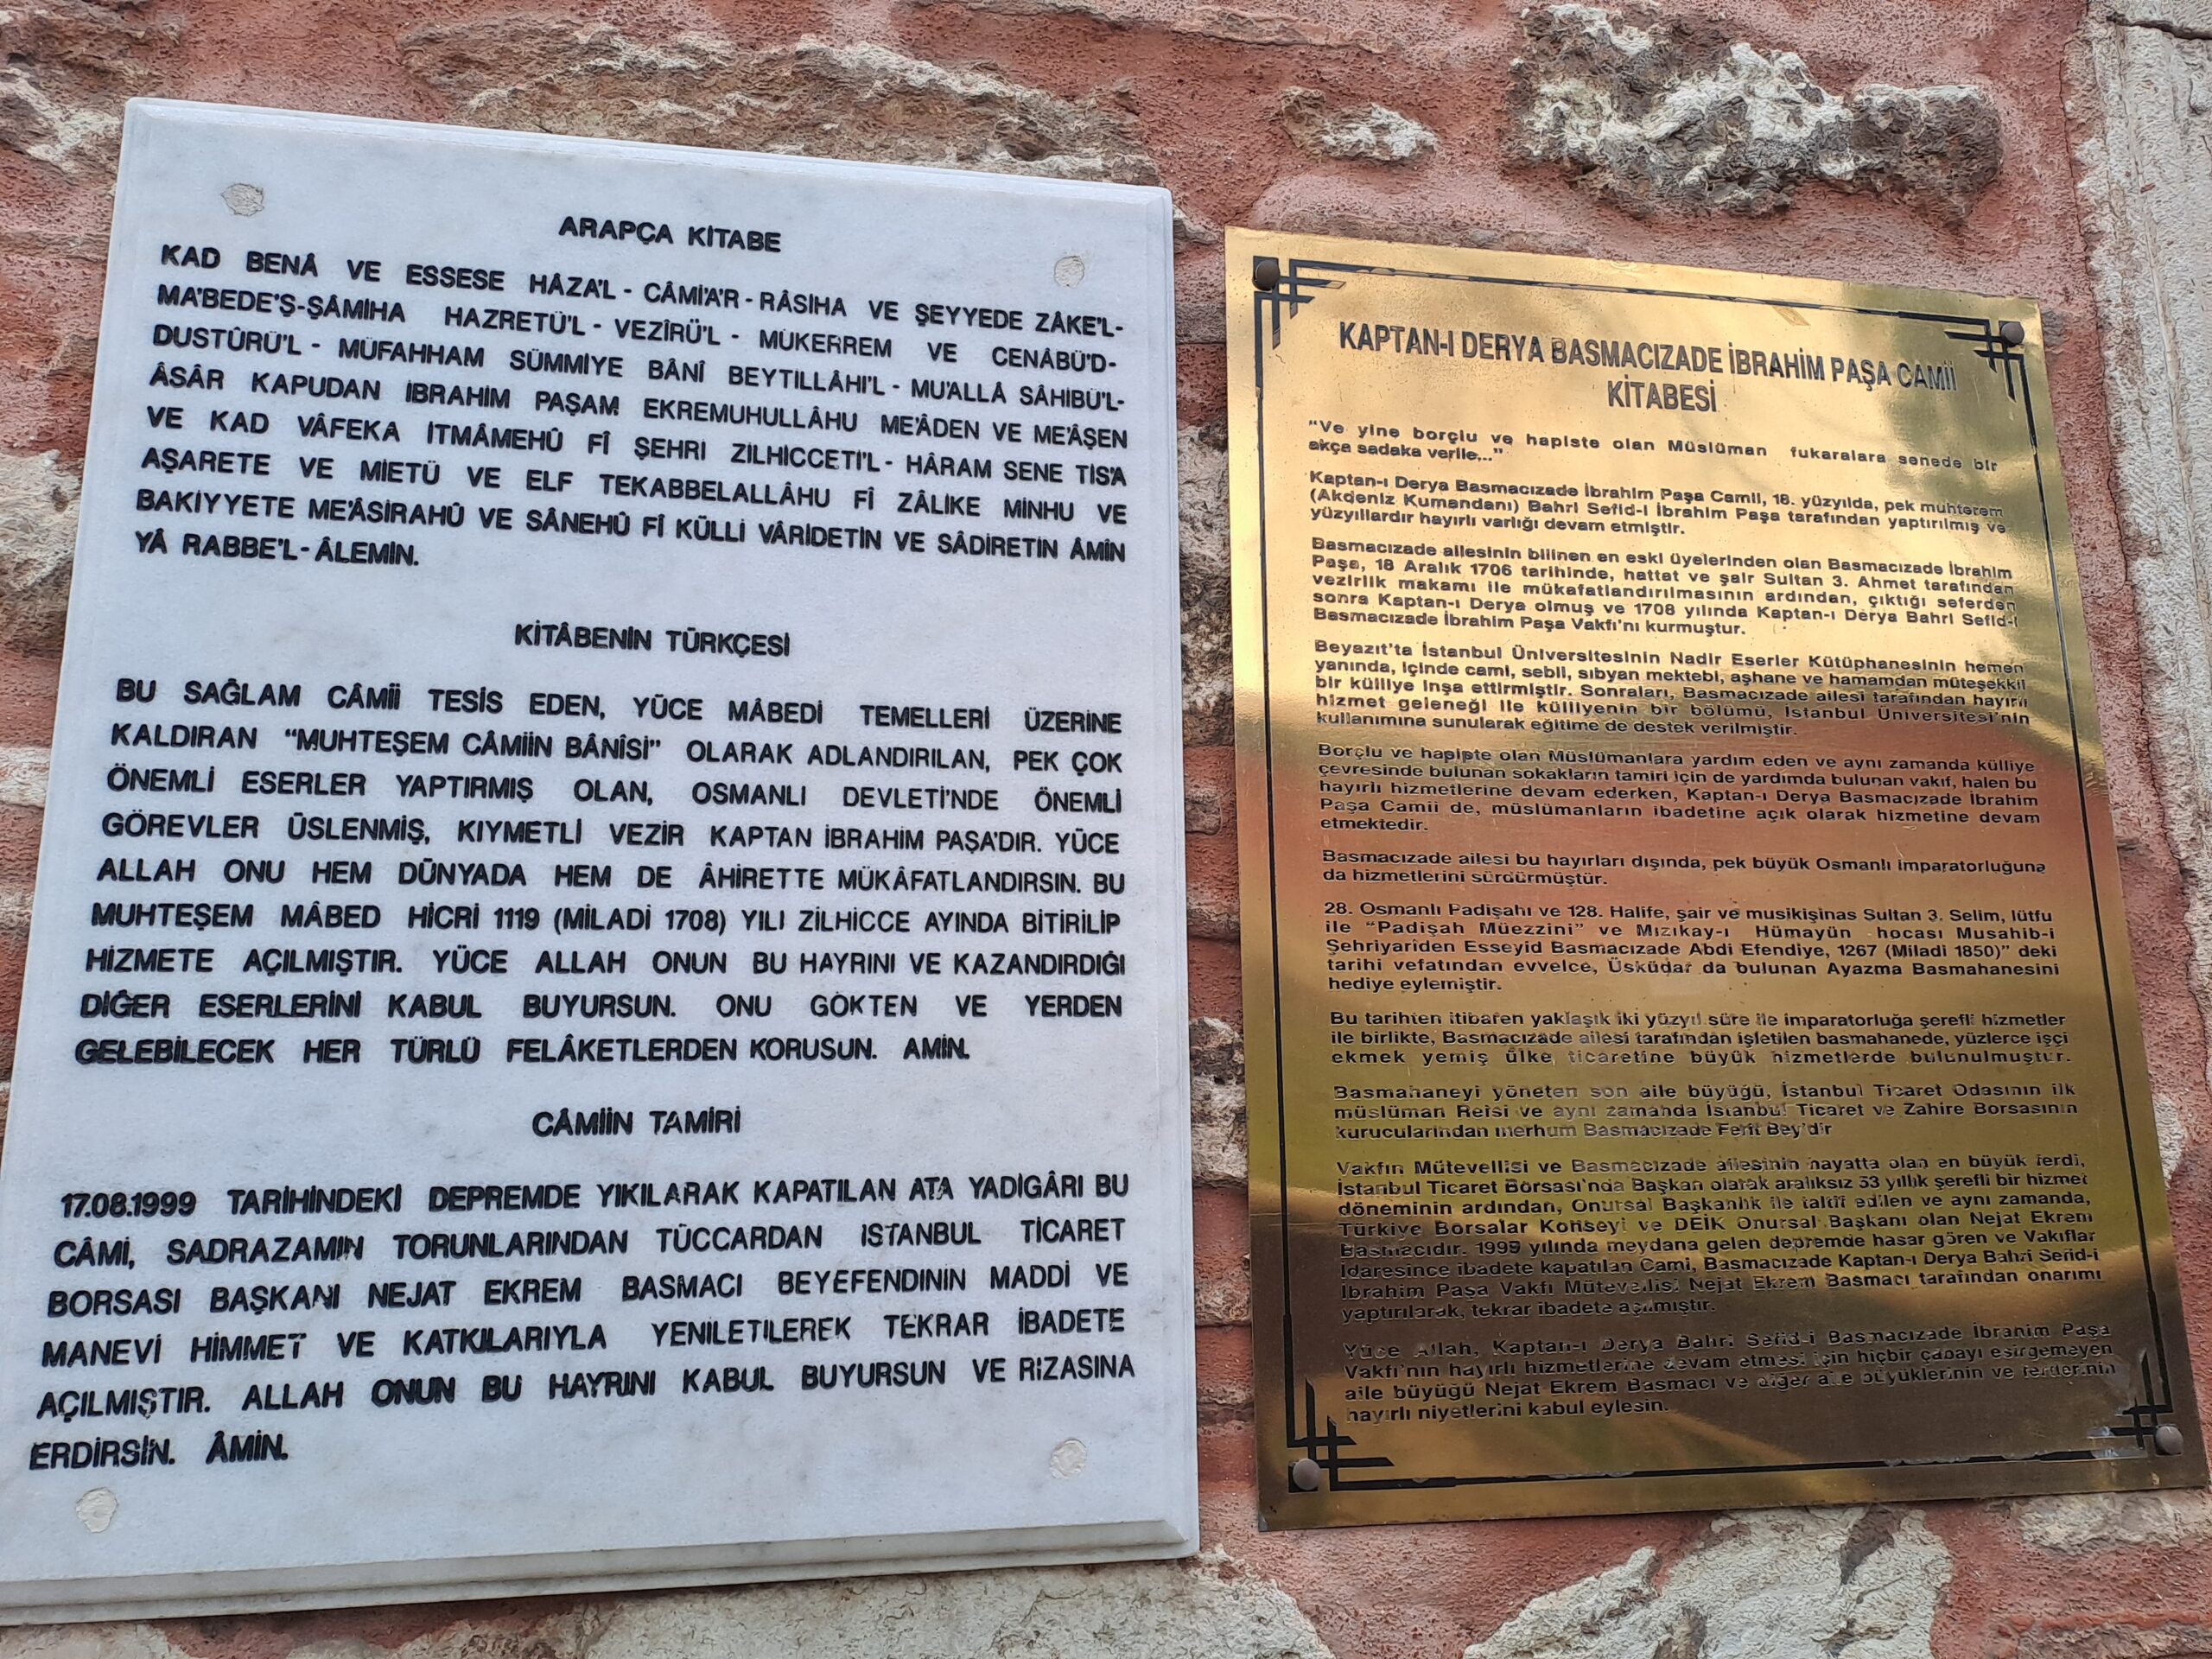 ARAPÇA KİTABE
KAD BENÂ VE ESSESE HÂZA'L - CÂMİ'A'R - RÂSİHA VE ŞEYYEDE ZÂKE'L-
MA'BEDE'Ş-ŞÂMİHA HAZRETÜ'L - VEZÎRÜ'L - MÜKERREM VE CENÂBÜ'D-
DUSTÛRÜ'L - MÜFAHHAM SÜMMİYE BÂNÎ BEYTİLLÂHİ'L - MU'ALLÂ SÂHİBÜ'L-
ÂSÂR KAPUDAN İBRAHİM PAŞAM EKREMUHULLÂHU ME'ÂDEN VE ME'ÂŞEN
VE KAD VÂFEKA İTMÂMEHÛ FÎ ŞEHRİ ZİLHİCCETİ'L - HÂRAM SENE TİS'A
AŞARETE VE MİETÜ VE ELF TEKABBELALLÂHU FÎ ZÂLİKE MİNHU VE
BAKİYYETE ME'ÂSİRAHÛ VE SÂNEHÛ FÎ KÜLLİ VÂRİDETİN VE SÂDİRETİN ÂMİN
YÂ RABBE'L - ÂLEMİN.
KİTÂBENİN TÜRKÇESİ
BU SAĞLAM CÂMİİ TESİS EDEN, YÜCE MÂBEDİ TEMELLERİ ÜZERİNE
KALDIRAN “MUHTEŞEM CÂMİİN BÂNÎSİ” OLARAK ADLANDIRILAN, PEK ÇOK
ÖNEMLİ ESERLER YAPTIRMIŞ OLAN, OSMANLI DEVLETİ'NDE ÖNEMLİ
GÖREVLER ÜSLENMİŞ, KIYMETLİ VEZİR KAPTAN İBRAHİM PAŞA'DIR. YÜCE
ALLAH ONU HEM DÜNYADA HEM DE ÂHİRETTE MÜKÂFATLANDIRSIN. BU
MUHTEŞEM MÂBED HİCRİ 1119 (MİLADİ 1708) YILI ZİLHİCCE AYINDA BİTİRİLİP
HİZMETE AÇILMIŞTIR. YÜCE ALLAH ONUN BU HAYRINI VE KAZANDIRDIĞI
DİĞER ESERLERİNİ KABUL BUYURSUN. ONU GÖKTEN VE YERDEN
GELEBİLECEK HER TÜRLÜ FELÂKETLERDEN KORUSUN. AMİN.
CÂMİİN TAMİRİ
17.08.1999 TARİHİNDEKİ DEPREMDE YIKILARAK KAPATILAN ATA YADİGÂRI BU
CÂMİ, SADRAZAMIN TORUNLARINDAN TÜCCARDAN İSTANBUL TİCARET
BORSASI BAŞKANI NEJAT EKREM BASMACI BEYEFENDİNİN MADDİ VE
MANEVİ HİMMET VE KATKILARIYLA YENİLETİLEREK TEKRAR İBADETE
AÇILMIŞTIR. ALLAH ONUN BU HAYRINI KABUL BUYURSUN VE RIZASINA
ERDİRSİN. ÂMİN.
KAPTAN-I DERYA BASMACIZADE İBRAHİM PAŞA CAMİİ
KİTABESİ
“Ve yine borçlu ve hapiste olan Müslüman fukaralara senede bir
akça sadaka verile...”
Kaptan-ı Derya Basmacızade İbrahim Paşa Camii, 18. yüzyılda, pek muhterem
(Akdeniz Kumandanı) Bahri Sefid-i İbrahim Paşa tarafından yaptırılmış ve
yüzyıllardır hayırlı varlığı devam etmiştir.
Basmacızade ailesinin bilinen en eski üyelerinden olan Basmacızade İbrahim
Paşa, 18 Aralık 1706 tarihinde, hattat ve şair Sultan 3. Ahmet tarafından
vezirlik makamı ile mükafatlandırılmasının ardından, çıktığı seferden
sonra Kaptan-ı Derya olmuş ve 1708 yılında Kaptan-ı Derya Bahri Sefid-i
Basmacızade İbrahim Paşa Vakfı'nı kurmuştur.
Beyazıt'ta İstanbul Üniversitesinin Nadir Eserler Kütüphanesinin hemen
yanında, içinde cami, sebil, sıbyan mektebi, aşhane ve hamamdan müteşekkil
bir külliye inşa ettirmiştir. Sonraları, Basmacızade ailesi tarafından hayırlı
hizmet geleneği ile külliyenin bir bölümü, İstanbul Üniversitesi'nin
kullanımına sunularak eğitime de destek verilmiştir.
Borçlu ve hapipte olan Müslümanlara yardım eden ve aynı zamanda külliye
çevresinde bulunan sokakların tamiri için de yardımda bulunan vakıf, halen bu
hayırlı hizmetlerine devam ederken, Kaptan-ı Derya Basmacızade İbrahim
Paşa Camii de, müslümanların ibadetine açık olarak hizmetine devam
etmektedir.
Basmacızade ailesi bu hayırları dışında, pek büyük Osmanlı imparatorluğuna
da hizmetlerini sürdürmüştür.
28. Osmanlı Padişahı ve 128. Halife, şair ve musikişinas Sultan 3. Selim, lütfu
ile “Padişah Müezzini” ve Mızıkay-ı Hümayün hocası Musahib-i
Şehriyariden Esseyid Basmacızade Abdi Efendiye, 1267 (Miladi 1850)” deki
tarihi vefatından evvelce, Üsküdar da bulunan Ayazma Basmahanesini
hediye eylemiştir.
Bu tarihten itibaren yaklaşık iki yüzyıl süre ile imparatorluğa şerefli hizmetler
ile birlikte, Basmacızade ailesi tarafından işletilen basmahanede, yüzlerce işçi
ekmek yemiş ülke ticaretine büyük hizmetlerde bulunulmuştur.
Basmahaneyi yöneten son aile büyüğü, İstanbul Ticaret Odasının ilk
müslüman Reisi ve aynı zamanda İstanbul Ticaret ve Zahire Borsasının
kurucularından merhum Basmacızade Ferit Bey'dir
Vakfın Mütevellisi ve Basmacızade ailesinin hayatta olan en büyük ferdi,
İstanbul Ticaret Borsası'nda Başkan olarak aralıksız 33 yıllık şerefli bir hizmet
döneminin ardından, Onursal Başkanlık ile taltif edilen ve aynı zamanda,
Türkiye Borsalar Konseyi ve DEİK Onursal Başkanı olan Nejat Ekrem
Basmacıdır. 1999 yılında meydana gelen depremde hasar gören ve Vakıflar
İdaresince ibadete kapatılan Cami, Basmacızade Kaptan-ı Derya Bahri Sefid-i
İbrahim Paşa Vakfı Mütevellisi Nejat Ekrem Basmacı tarafından onarımı
yaptırılarak, tekrar ibadete açılmıştır.
Yüce Allah, Kaptan-ı Derya Bahri Sefid-i Basmacızade İbrahim Paşa
Vakfı'nın hayırlı hizmetlerine devam etmesi için hiçbir çabayı esirgemeyen
aile büyüğü Nejat Ekrem Basmacı ve diğer aile büyüklerinin ve fertlerinin
hayırlı niyetlerini kabul eylesin.